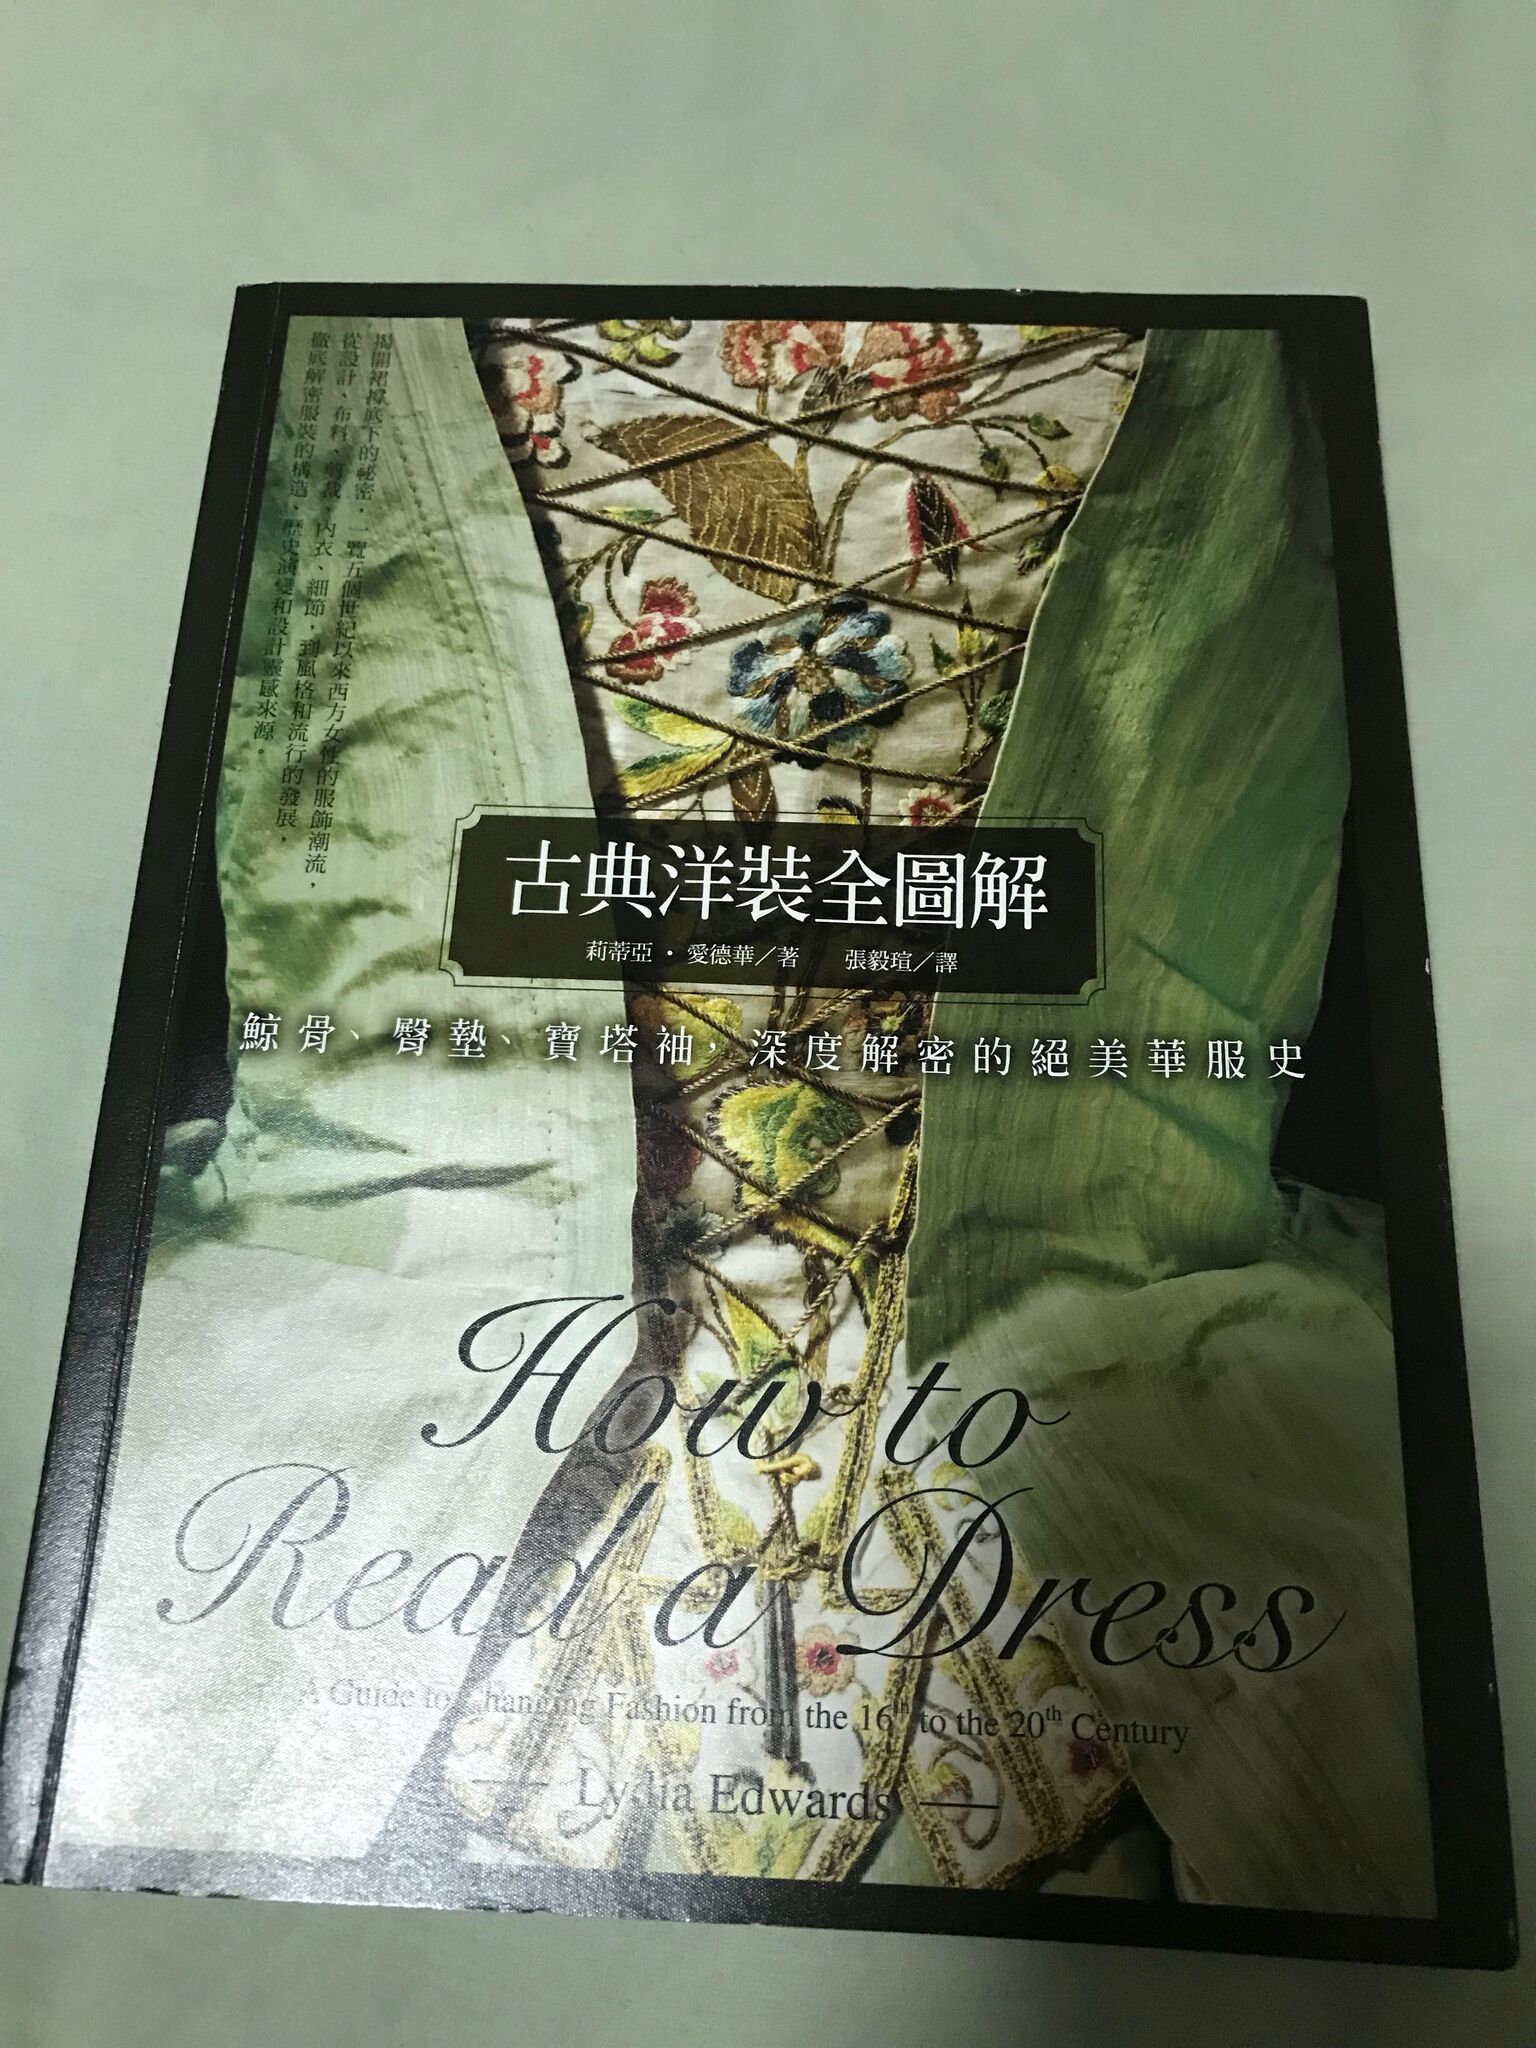 揭開裙撐底下的祕密,一覽五個世紀以來西方女性的服飾潮流,
從設計、布料、剪裁、內衣、細節,到風格和流行的發展,
徹底解密服裝的構造、歷史演變和設計靈感來源。
古典洋裝全圖解
莉蒂亞・愛德華/著 張毅瑄/譯
鯨骨、臀墊、寶塔袖,深度解密的絕美華服史
How to
Read a Dress
A Guide to Changing Fashion from the 16th to the 20th Century
Lydia Edwards